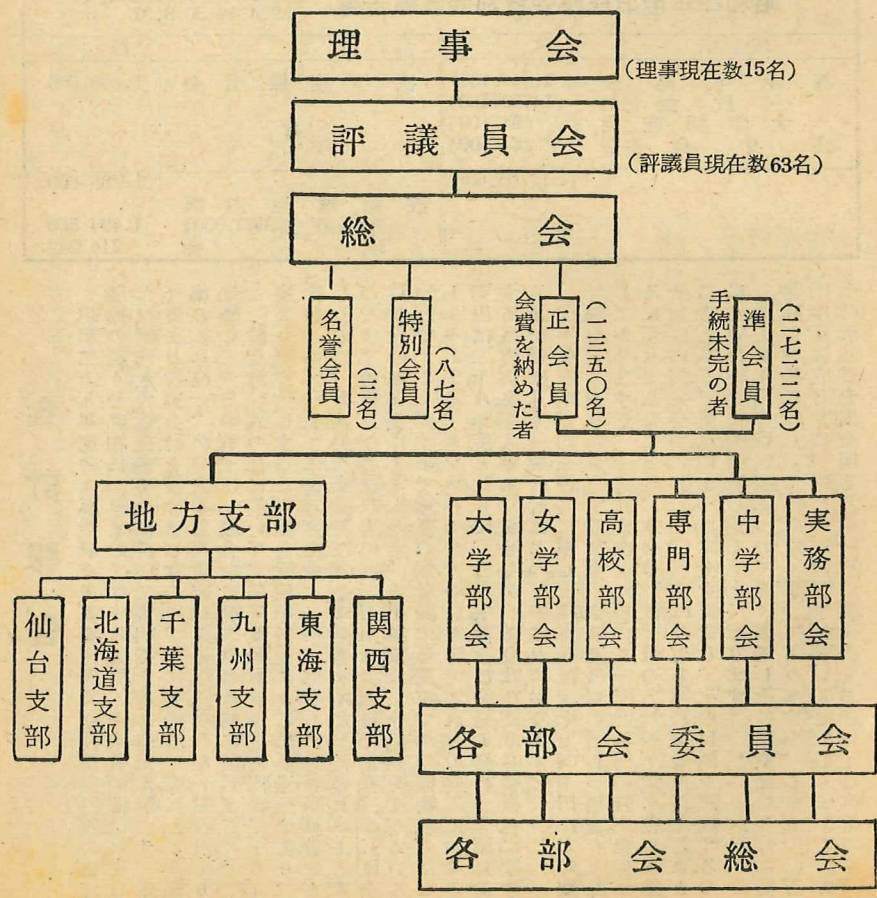 理事会
(理事現在数15名)
評議員会
(評議員現在数63名)
総会
準会員
(二七二二名)
手続未完の者
正会員
(一三五〇名)
会費を納めた者
特別会員
(八七名)
名誉会員
(三名)
地方支部
実務部会
中学部会
専門部会
高校部会
女学部会
大学部会
関西支部
東海支部
九州支部
千葉支部
北海道支部
仙台支部
各部会委員会
各部会総会